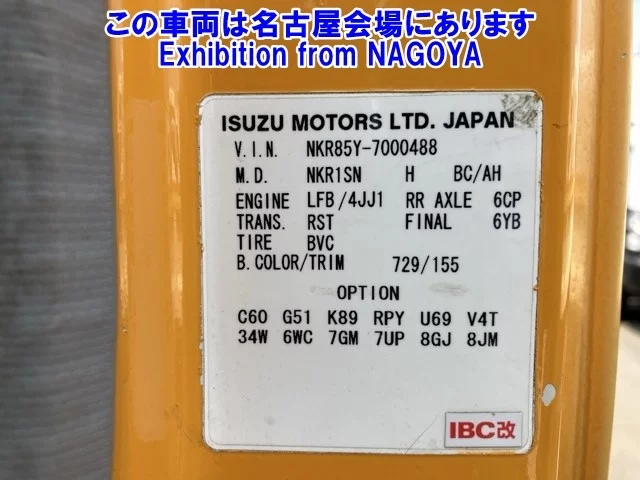 この車両は名古屋会場にあります
Exhibition from NAGOYA
ISUZU MOTORS LTD. JAPAN
V.I.N. NKR85Y-7000488
M.D. NKR1SN H BC/AH
ENGINE LFB/4JJ1 RR AXLE 6CP
TRANS. RST FINAL 6YB
TIRE BVC
B.COLOR/TRIM 729/155
OPTION
C60 G51 K89 RPY U69 V4T
34W 6WC 7GM 7UP 8GJ 8JM
IBC改